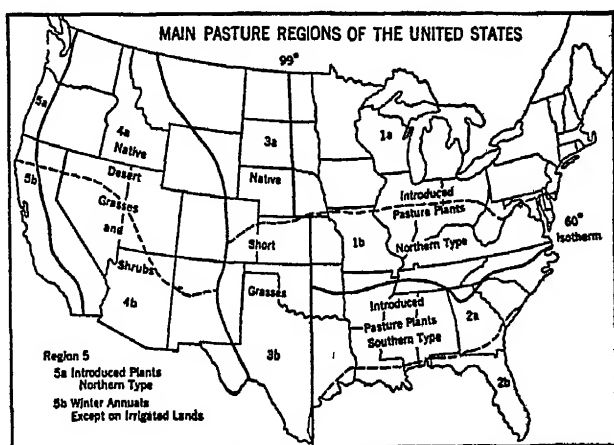 MAIN PASTURE REGIONS OF THE UNITED STATES
99°
5a
4a
Native
3a
1a
Desert
Native
Introduced
5b
Grasses
Pasture Plants
60°
Isotherm
and
Short
1b
Northern Type
Shrubs
Grasses
Introduced
4b
Pasture Plants
2a
Southern Type
3b
Region 5
5a Introduced Plants
Northern Type
2b
5b Winter Annuals
Except on Irrigated Lands